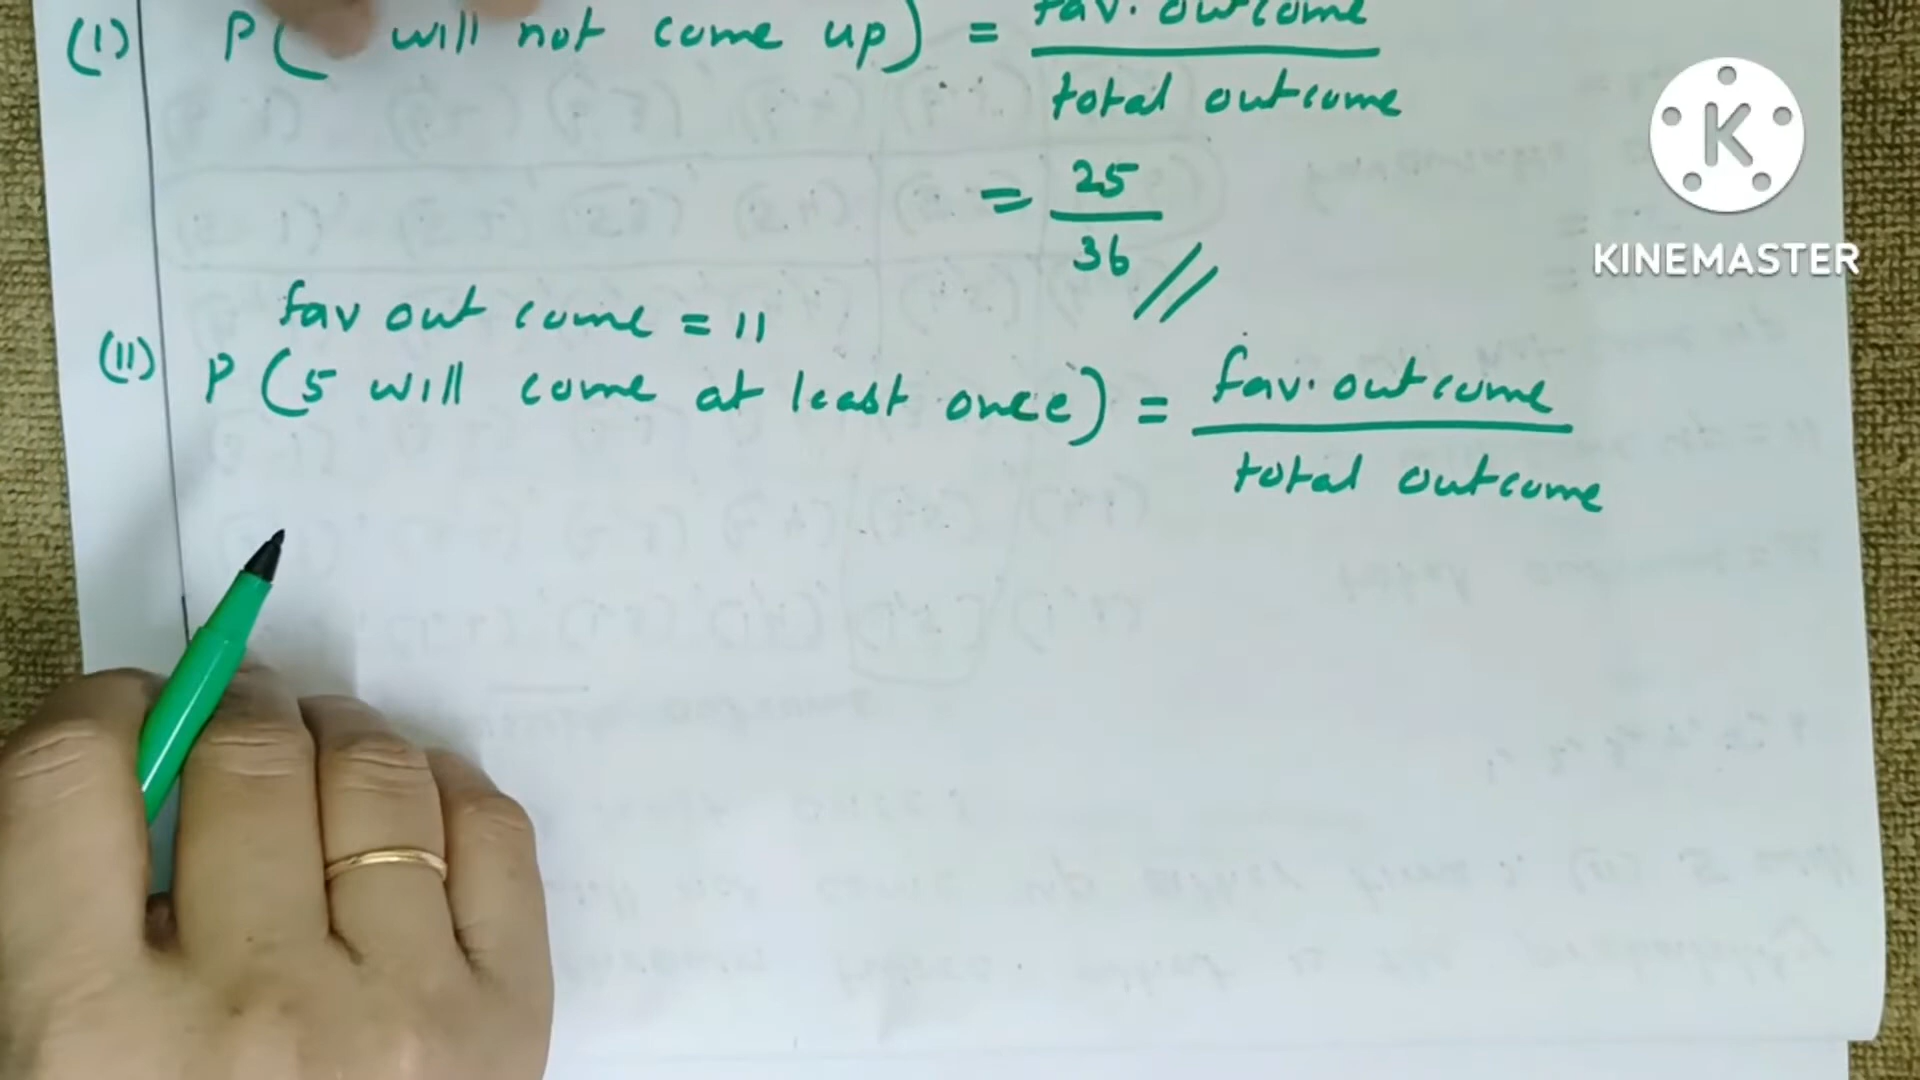 (I) P( will not come up) = fav. outcome
total outcome
= 25
36 //
fav out come = 11
(II) P (5 will come at least once) = fav. outcome
total outcome
K
KINEMASTER